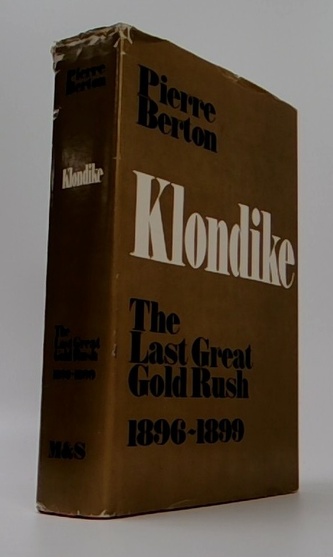 Pierre
Berton
Klondike
The
Last Great
Gold Rush
1896-1899
M&S
Pierre
Berton
Klondike
The
Last Great
Gold Rush
1896-1899